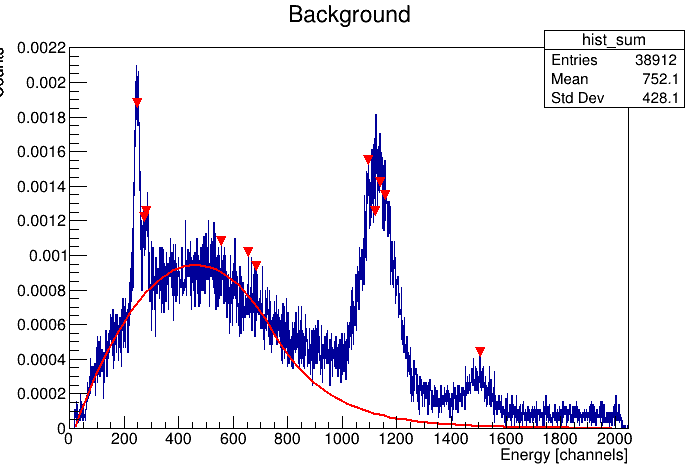 Background
hist_sum
Entries 38912
Mean 752.1
Std Dev 428.1
0.0022
0.002
0.0018
0.0016
0.0014
0.0012
0.001
0.0008
0.0006
0.0004
0.0002
0
0 200 400 600 800 1000 1200 1400 1600 1800 2000
Energy [channels]